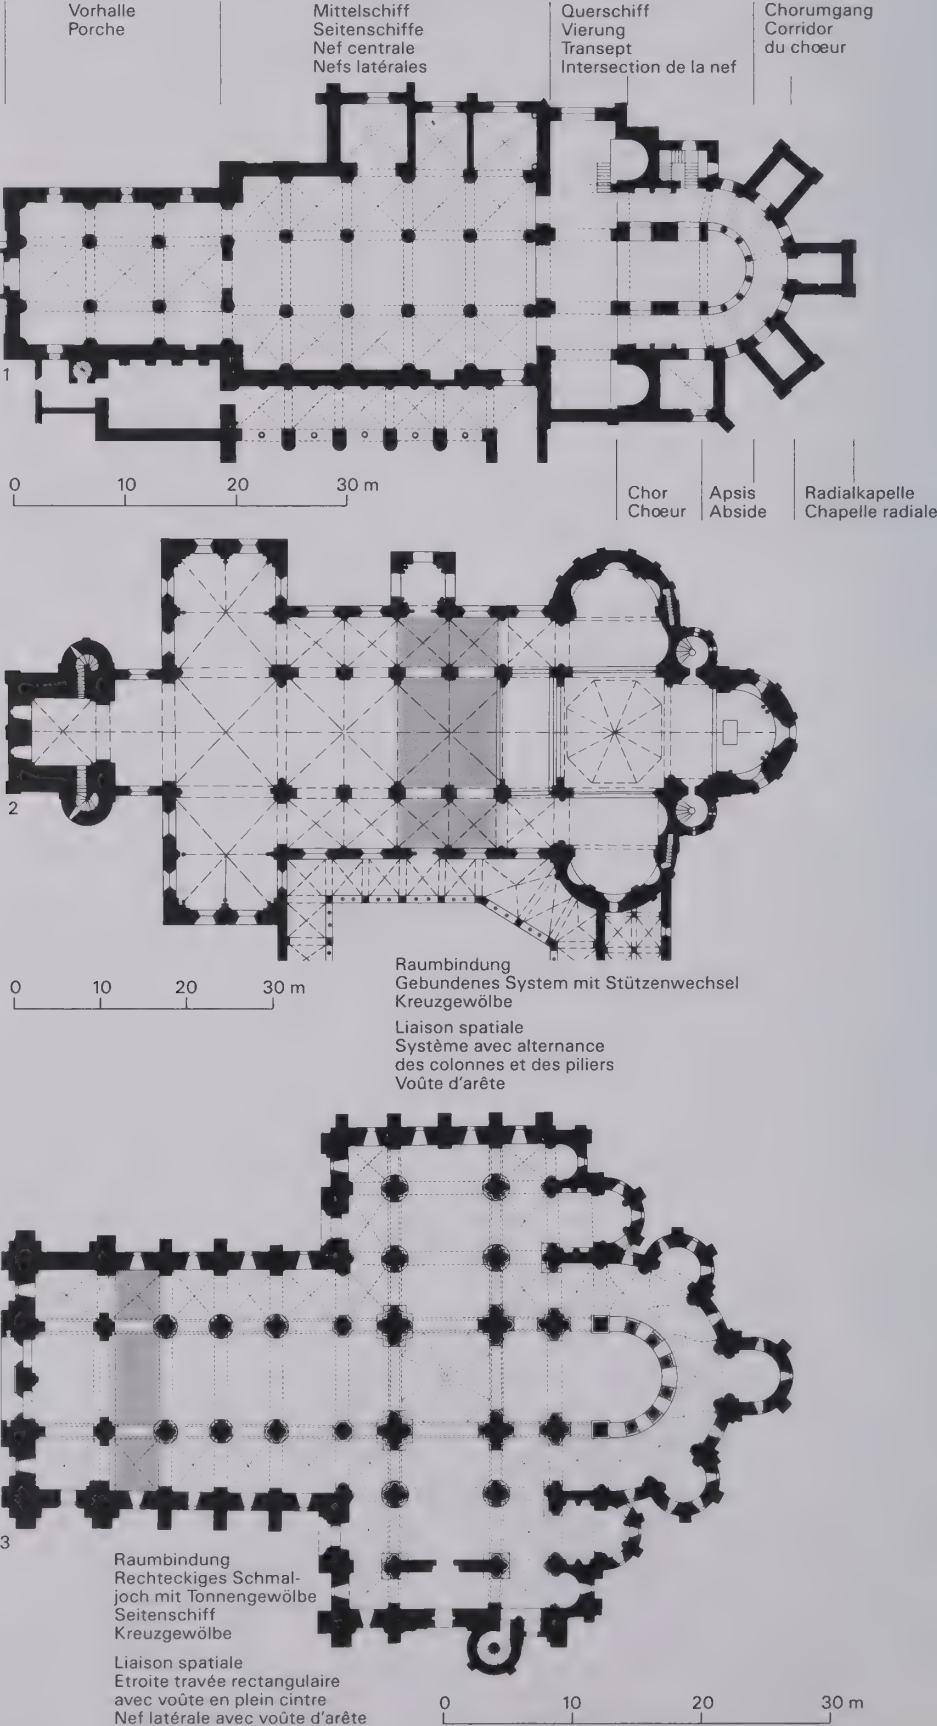 Vorhalle
Porche
Mittelschiff
Seitenschiffe
Nef centrale
Nefs latérales
Querschiff
Vierung
Transept
Intersection de la nef
Chorumgang
Corridor
du chœur
1
0 10 20 30 m
Chor
Chœur
Apsis
Abside
Radialkapelle
Chapelle radiale
2
0 10 20 30 m
Raumbindung
Gebundenes System mit Stützenwechsel
Kreuzgewölbe
Liaison spatiale
Système avec alternance
des colonnes et des piliers
Voûte d'arête
3
Raumbindung
Rechteckiges Schmal-
joch mit Tonnengewölbe
Seitenschiff
Kreuzgewölbe
Liaison spatiale
Etroite travée rectangulaire
avec voûte en plein cintre
Nef latérale avec voûte d'arête
0 10 20 30 m